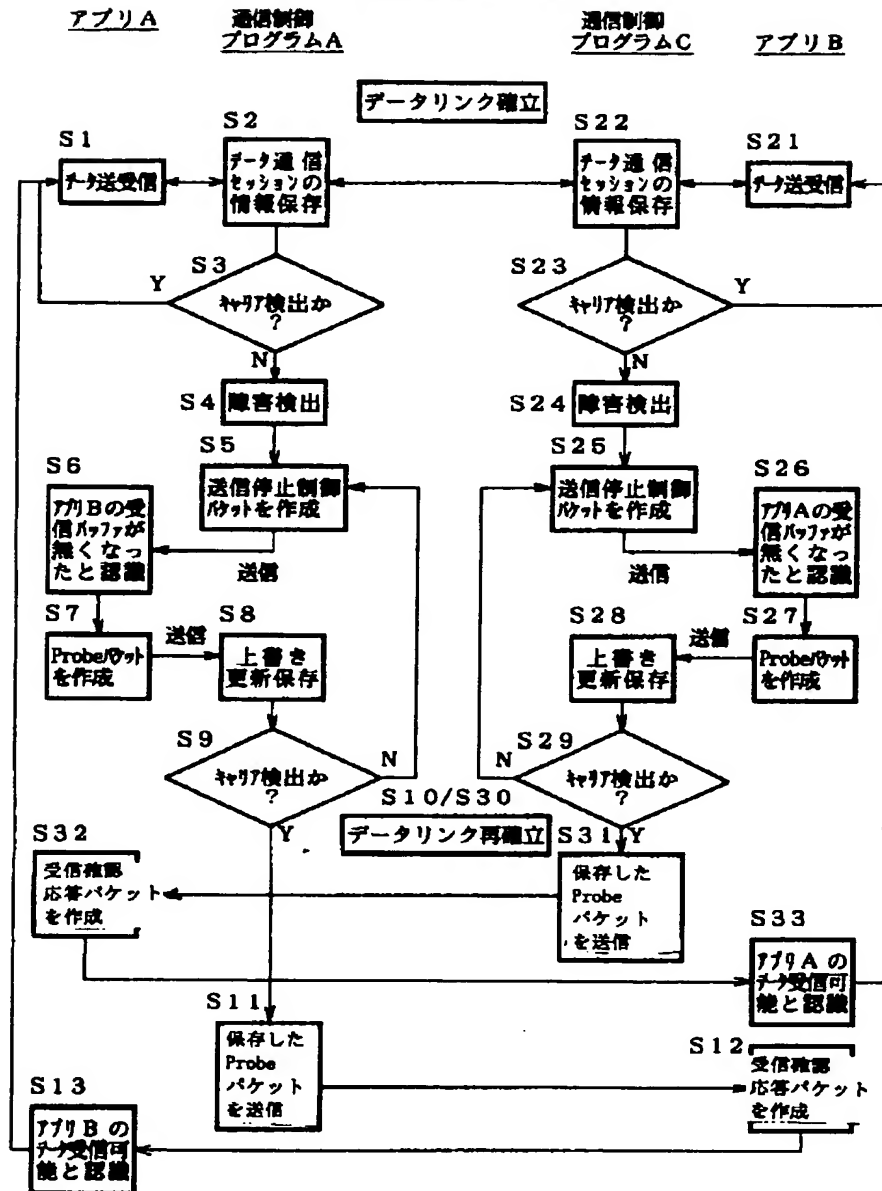 アプリA
通信制御
プログラムA
通信制御
プログラムC
アプリB
データリンク確立
S1
データ送受信
S2
データ通信
セッションの
情報保存
S22
データ通信
セッションの
情報保存
S21
データ送受信
S3
キャリア検出か
?
Y
N
S23
キャリア検出か
?
Y
N
S4
障害検出
S24
障害検出
S5
送信停止制御
パケットを作成
送信
S25
送信停止制御
パケットを作成
送信
S6
アプリBの受
信バッファが
無くなっ
たと認識
S26
アプリAの受
信バッファが
無くなっ
たと認識
S7
Probeパケット
を作成
送信
S8
上書き
更新保存
S28
上書き
更新保存
送信
S27
Probeパケット
を作成
S9
キャリア検出か
?
N
Y
S29
キャリア検出か
?
N
Y
S10/S30
データリンク再確立
S31
保存した
Probe
パケット
を送信
S32
受信確認
応答パケット
を作成
S33
アプリAの
データ受信可
能と認識
S11
保存した
Probe
パケット
を送信
S12
受信確認
応答パケット
を作成
S13
アプリBの
データ受信可
能と認識